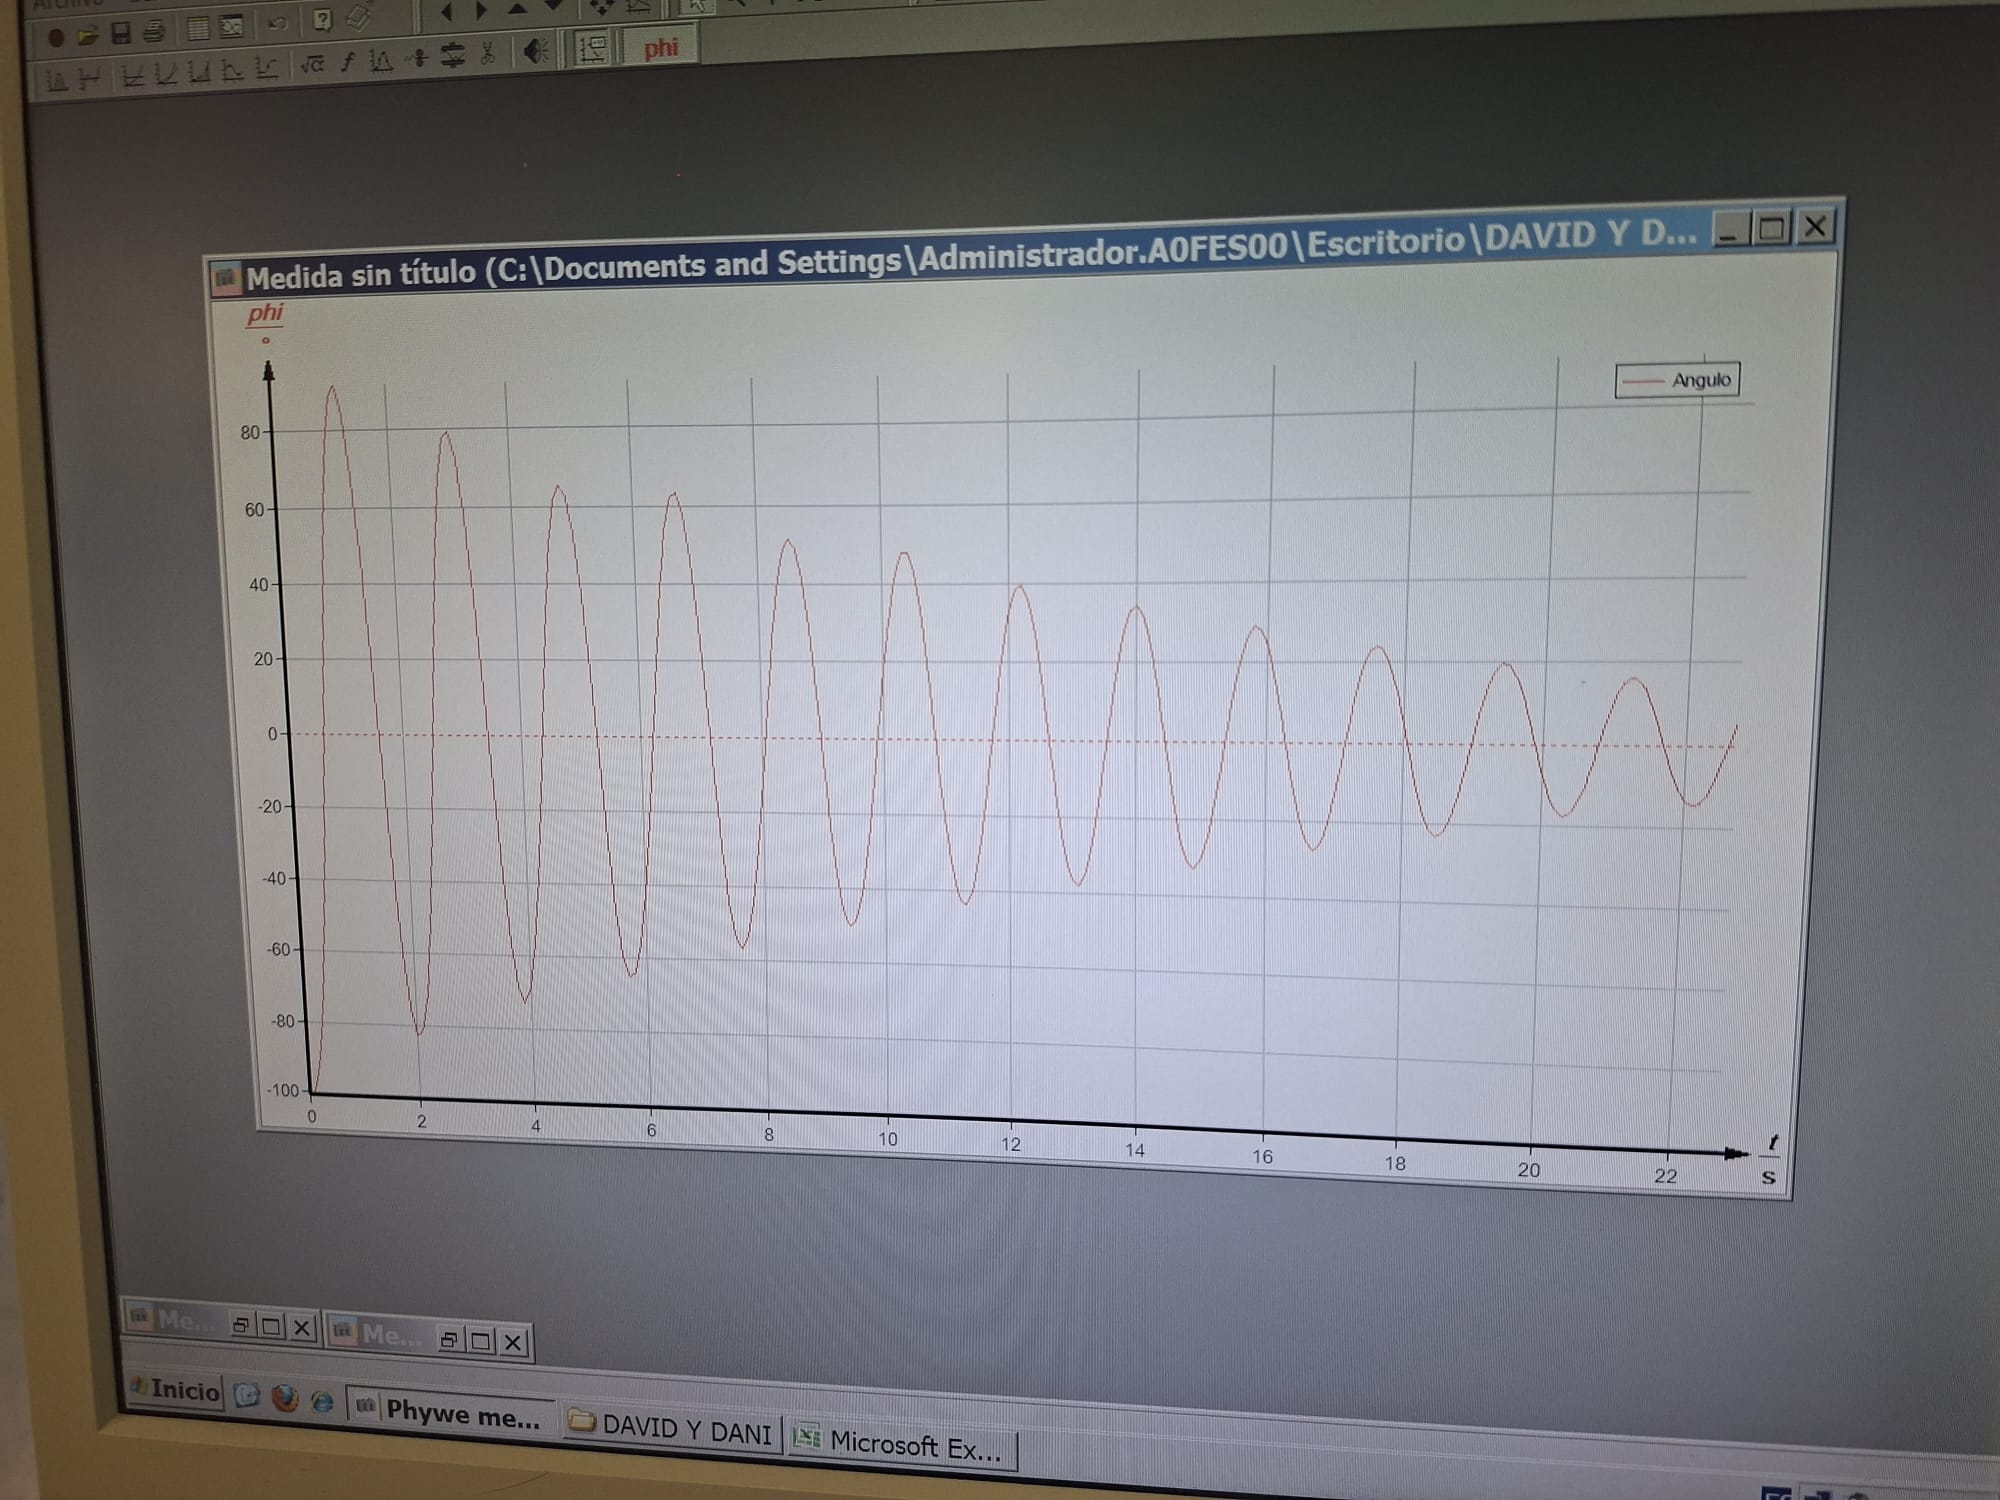 phi
Medida sin título (C:\Documents and Settings\Administrador.A0FES00\Escritorio\DAVID Y D...
phi
°
Angulo
80
60
40
20
0
-20
-40
-60
-80
-100
0 2 4 6 8 10 12 14 16 18 20 22
t
s
Me... Me...
Inicio Phywe me... DAVID Y DANI Microsoft Ex...